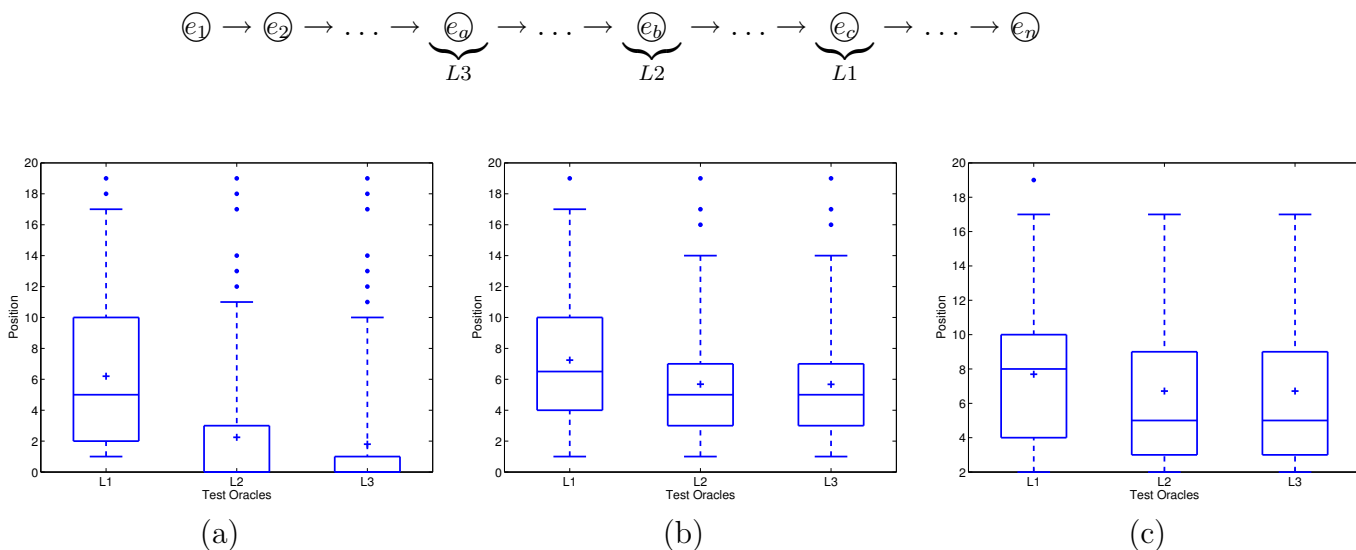 e1 → e2 → ... → ea → ... → eb → ... → ec → ... → en
L3 L2 L1
20
18
16
14
12
10
8
6
4
2
0
Position
L1 L2 L3
Test Oracles
(a)
20
18
16
14
12
10
8
6
4
2
0
Position
L1 L2 L3
Test Oracles
(b)
20
18
16
14
12
10
8
6
4
2
Position
L1 L2 L3
Test Oracles
(c)